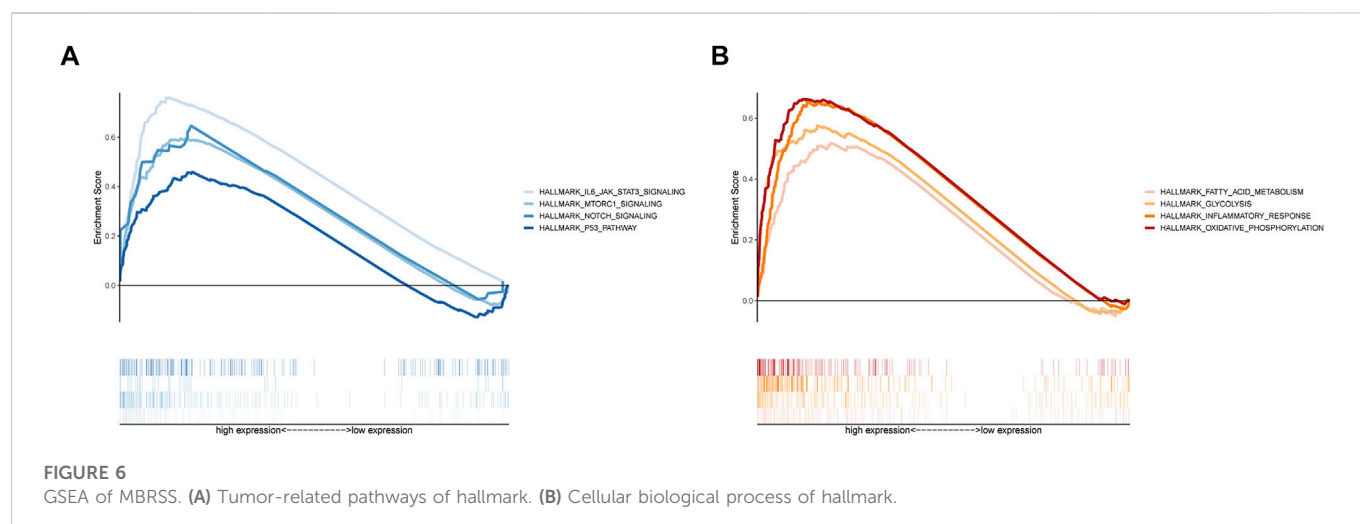 A
Enrichment Score
0.6
0.4
0.2
0.0
HALLMARK_IL6_JAK_STAT3_SIGNALING
HALLMARK_MTORC1_SIGNALING
HALLMARK_NOTCH_SIGNALING
HALLMARK_P53_PATHWAY
high expression<------------>low expression
B
Enrichment Score
0.6
0.4
0.2
0.0
HALLMARK_FATTY_ACID_METABOLISM
HALLMARK_GLYCOLYSIS
HALLMARK_INFLAMMATORY_RESPONSE
HALLMARK_OXIDATIVE_PHOSPHORYLATION
high expression<------------>low expression
FIGURE 6
GSEA of MBRSS. (A) Tumor-related pathways of hallmark. (B) Cellular biological process of hallmark.